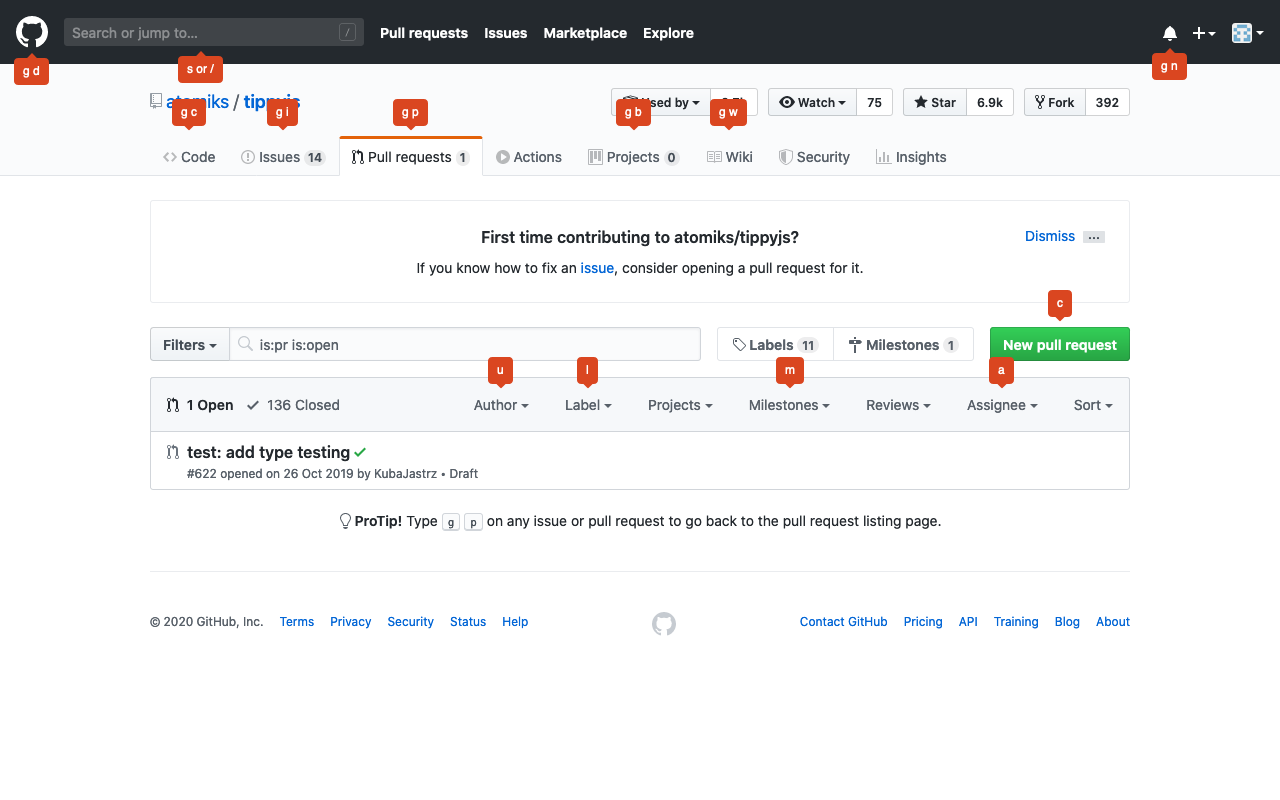 Search or jump to... /
Pull requests Issues Marketplace Explore
g d
s or /
g n
atomiks / tippyjs
Used by
Watch 75
Star 6.9k
Fork 392
g c
g i
g p
g b
g w
Code
Issues 14
Pull requests 1
Actions
Projects 0
Wiki
Security
Insights
First time contributing to atomiks/tippyjs?
Dismiss ...
If you know how to fix an issue, consider opening a pull request for it.
c
Filters
is:pr is:open
Labels 11
Milestones 1
New pull request
u
l
m
a
1 Open
136 Closed
Author
Label
Projects
Milestones
Reviews
Assignee
Sort
test: add type testing
#622 opened on 26 Oct 2019 by KubaJastrz • Draft
ProTip! Type g p on any issue or pull request to go back to the pull request listing page.
© 2020 GitHub, Inc. Terms Privacy Security Status Help
Contact GitHub Pricing API Training Blog About